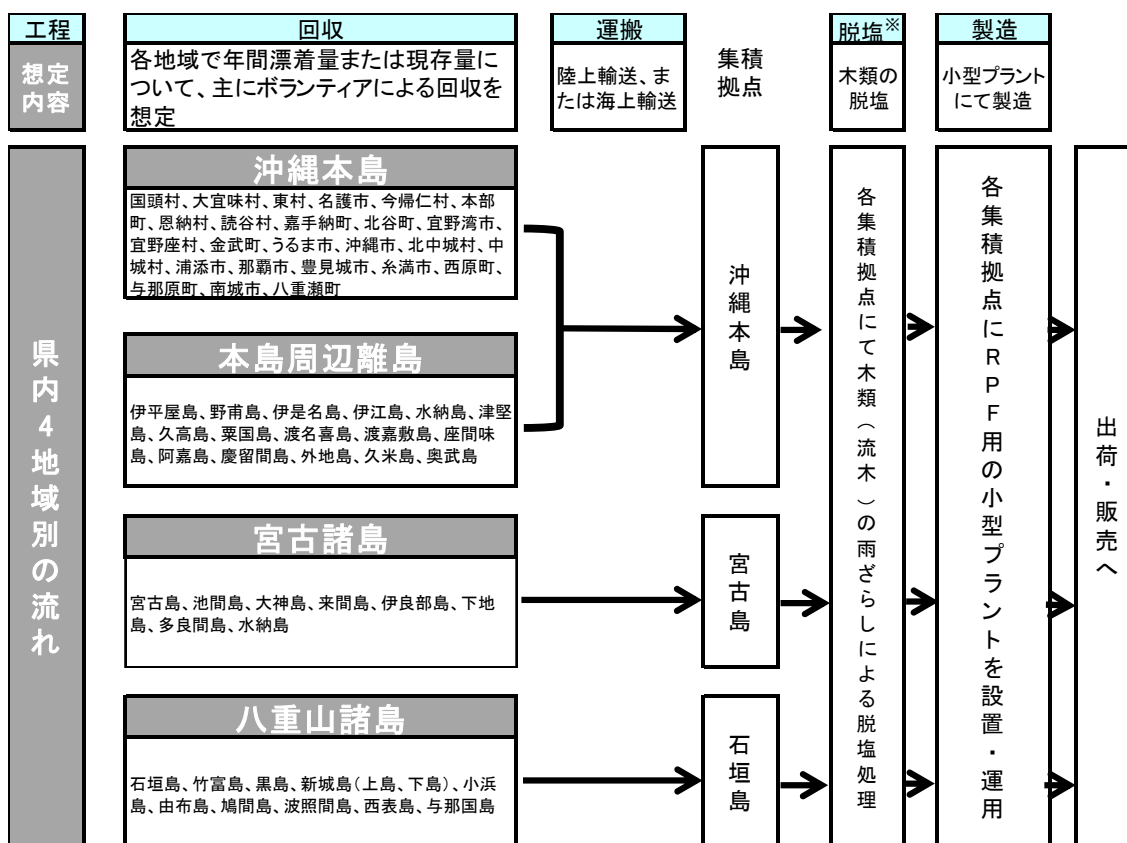 工程
回収
運搬
脱塩※
製造
想定
内容
各地域で年間漂着量または現存量に
ついて、主にボランティアによる回収を
想定
陸上輸送、ま
たは海上輸送
集積
拠点
木類の
脱塩
小型プラント
にて製造
県内4地域別の流れ
沖縄本島
国頭村、大宜味村、東村、名護市、今帰仁村、本部
町、恩納村、読谷村、嘉手納町、北谷町、宜野湾市、
宜野座村、金武町、うるま市、沖縄市、北中城村、中
城村、浦添市、那覇市、豊見城市、糸満市、西原町、
与那原町、南城市、八重瀬町
本島周辺離島
伊平屋島、野甫島、伊是名島、伊江島、水納島、津堅
島、久高島、粟国島、渡名喜島、渡嘉敷島、座間味
島、阿嘉島、慶留間島、外地島、久米島、奥武島
沖縄本島
宮古諸島
宮古島、池間島、大神島、来間島、伊良部島、下地
島、多良間島、水納島
宮古島
八重山諸島
石垣島、竹富島、黒島、新城島(上島、下島)、小浜
島、由布島、鳩間島、波照間島、西表島、与那国島
石垣島
各集積拠点にて木類(流木)の雨ざらしによる脱塩処理
各集積拠点にRPF用の小型プラントを設置・運用
出荷・販売へ